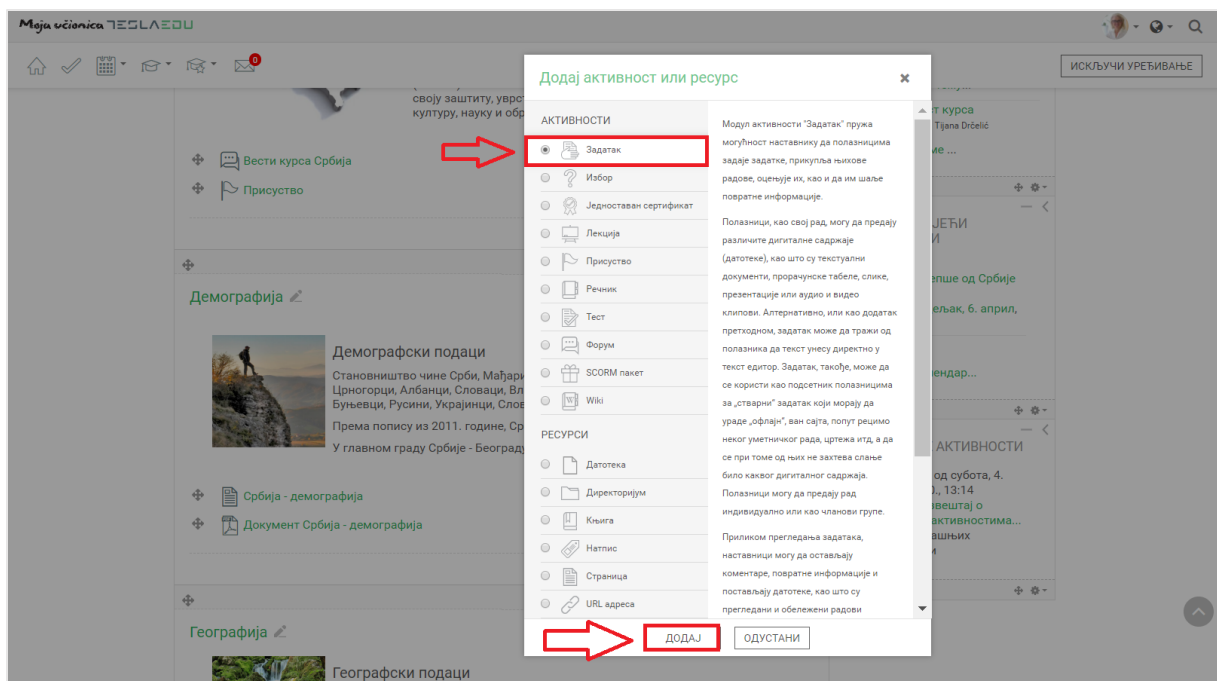 Moja učionica TESLAEDU
0
ИСКЉУЧИ УРЕЂИВАЊЕ
своју заштиту, уврс
културу, науку и обр
Вести курса Србија
Присуство
Демографија
Демографски подаци
Становништво чине Срби, Мађари
Црногорци, Албанци, Словаци, Вл
Буњевци, Русини, Украјинци, Слов
Према попису из 2011. године, Ср
У главном граду Србије - Београду
Србија - демографија
Документ Србија - демографија
Географија
Географски подаци
Додај активност или ресурс
АКТИВНОСТИ
Задатак
Избор
Једноставан сертификат
Лекција
Присуство
Речник
Тест
Форум
SCORM пакет
Wiki
РЕСУРСИ
Датотека
Директоријум
Књига
Натпис
Страница
URL адреса
Модул активности "Задатак" пружа
могућност наставнику да полазницима
задаје задатке, прикупља њихове
радове, оцењује их, као и да им шаље
повратне информације.
Полазници, као свој рад, могу да предају
различите дигиталне садржаје
(датотеке), као што су текстуални
документи, прорачунске табеле, слике,
презентације или аудио и видео
клипови. Алтернативно, или као додатак
претходном, задатак може да тражи од
полазника да текст унесу директно у
текст едитор. Задатак, такође, може да
се користи као подсетник полазницима
за „стварни“ задатак који морају да
ураде „офлајн“, ван сајта, попут рецимо
неког уметничког рада, цртежа итд, а да
се при томе од њих не захтева слање
било каквог дигиталног садржаја.
Полазници могу да предају рад
индивидуално или као чланови групе.
Приликом прегледања задатака,
наставници могу да остављају
коментаре, повратне информације и
постављају датотеке, као што су
прегледани и обележени радови
ДОДАЈ
ОДУСТАНИ
ст курса
Tijana Drčelić
ме ...
ЈЕЋИ
И
епше од Србије
ељак, 6. април,
ендар...
АКТИВНОСТИ
од субота, 4.
0., 13:14
звештај о
активностима...
ашњих
и